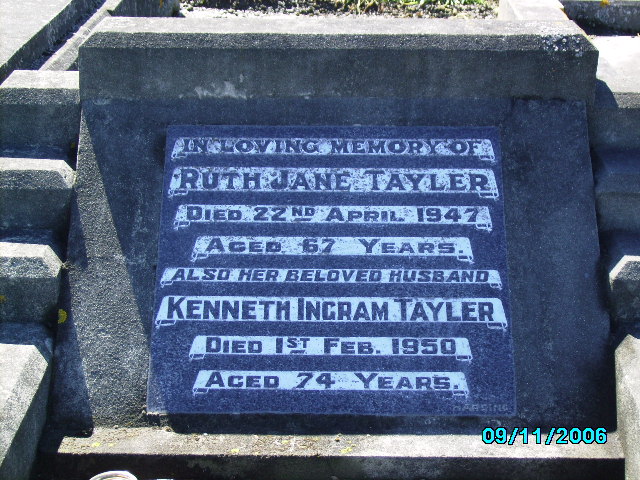 IN LOVING MEMORY OF
RUTH JANE TAYLER
DIED 22ND APRIL 1947
AGED 67 YEARS.
ALSO HER BELOVED HUSBAND
KENNETH INGRAM TAYLER
DIED 1ST FEB. 1950
AGED 74 YEARS.
09/11/2006